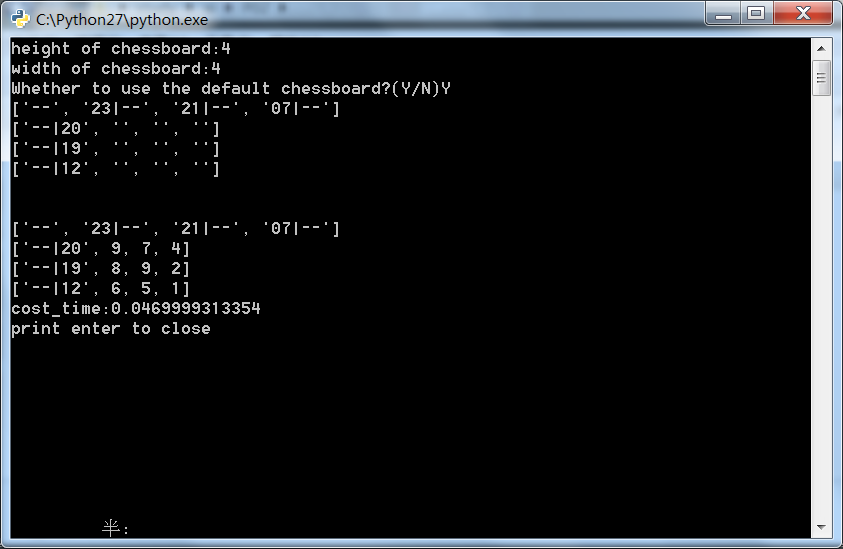 C:\Python27\python.exe
height of chessboard:4
width of chessboard:4
Whether to use the default chessboard?(Y/N)Y
['--', '23|--', '21|--', '07|--']
['--|20', '', '', '']
['--|19', '', '', '']
['--|12', '', '', '']
['--', '23|--', '21|--', '07|--']
['--|20', 9, 7, 4]
['--|19', 8, 9, 2]
['--|12', 6, 5, 1]
cost_time:0.0469999313354
print enter to close
半: